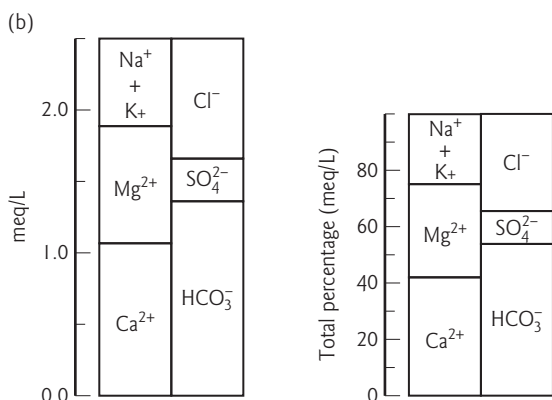 (b)
meq/L
2.0
1.0
0.0
Na⁺
+
K+
Mg²⁺
Ca²⁺
Cl⁻
SO₄²⁻
HCO₃⁻
Total percentage (meq/L)
80
60
40
20
0
Na⁺
+
K+
Mg²⁺
Ca²⁺
Cl⁻
SO₄²⁻
HCO₃⁻